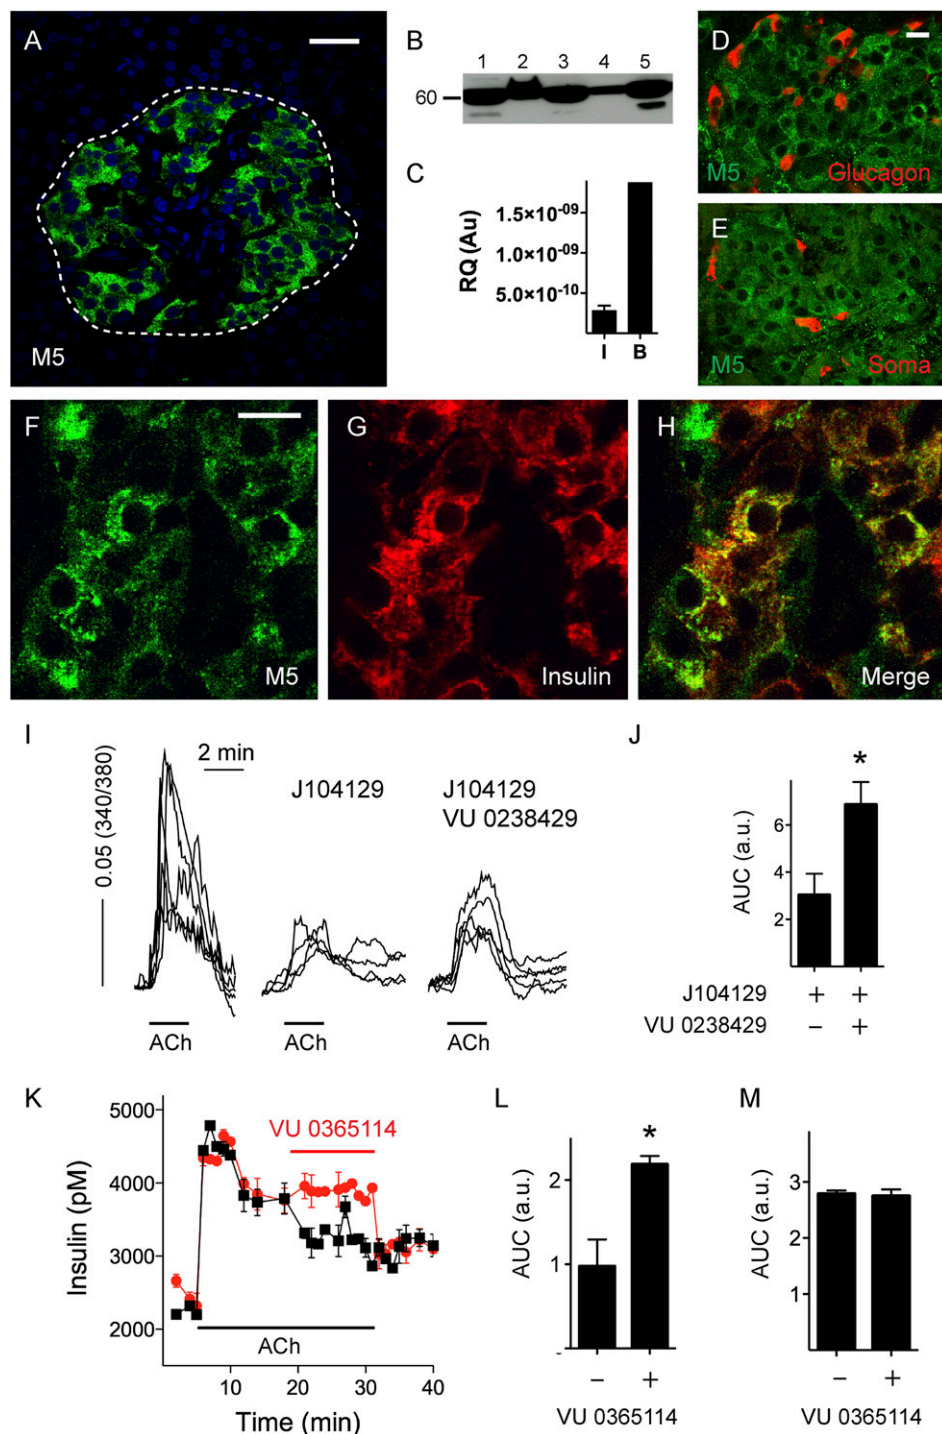 A
M5
B
1 2 3 4 5
60
C
RQ (Au)
1.5×10⁻⁰⁹
1.0×10⁻⁰⁹
5.0×10⁻¹⁰
I B
D
M5 Glucagon
E
M5 Soma
F
M5
G
Insulin
H
Merge
I
0.05 (340/380)
2 min
J104129
J104129
VU 0238429
ACh ACh ACh
J
*
AUC (a.u.)
6
4
2
J104129 + +
VU 0238429 − +
K
Insulin (pM)
5000
4000
3000
2000
VU 0365114
ACh
10 20 30 40
Time (min)
L
*
AUC (a.u.)
2
1
-
− +
VU 0365114
M
AUC (a.u.)
3
2
1
− +
VU 0365114